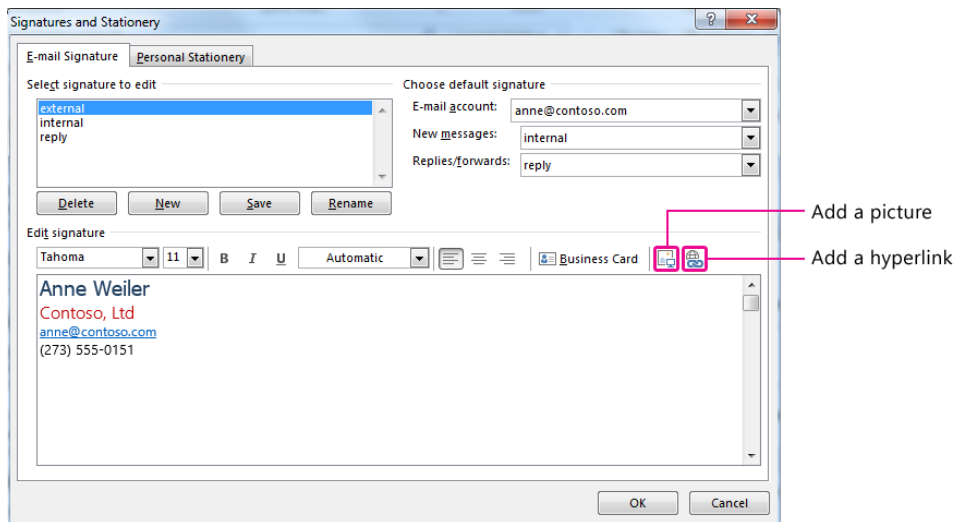 Signatures and Stationery
E-mail Signature Personal Stationery
Select signature to edit
external
internal
reply
Delete New Save Rename
Choose default signature
E-mail account: anne@contoso.com
New messages: internal
Replies/forwards: reply
Edit signature
Tahoma 11 B I U Automatic Business Card
Anne Weiler
Contoso, Ltd
anne@contoso.com
(273) 555-0151
OK Cancel
Add a picture
Add a hyperlink